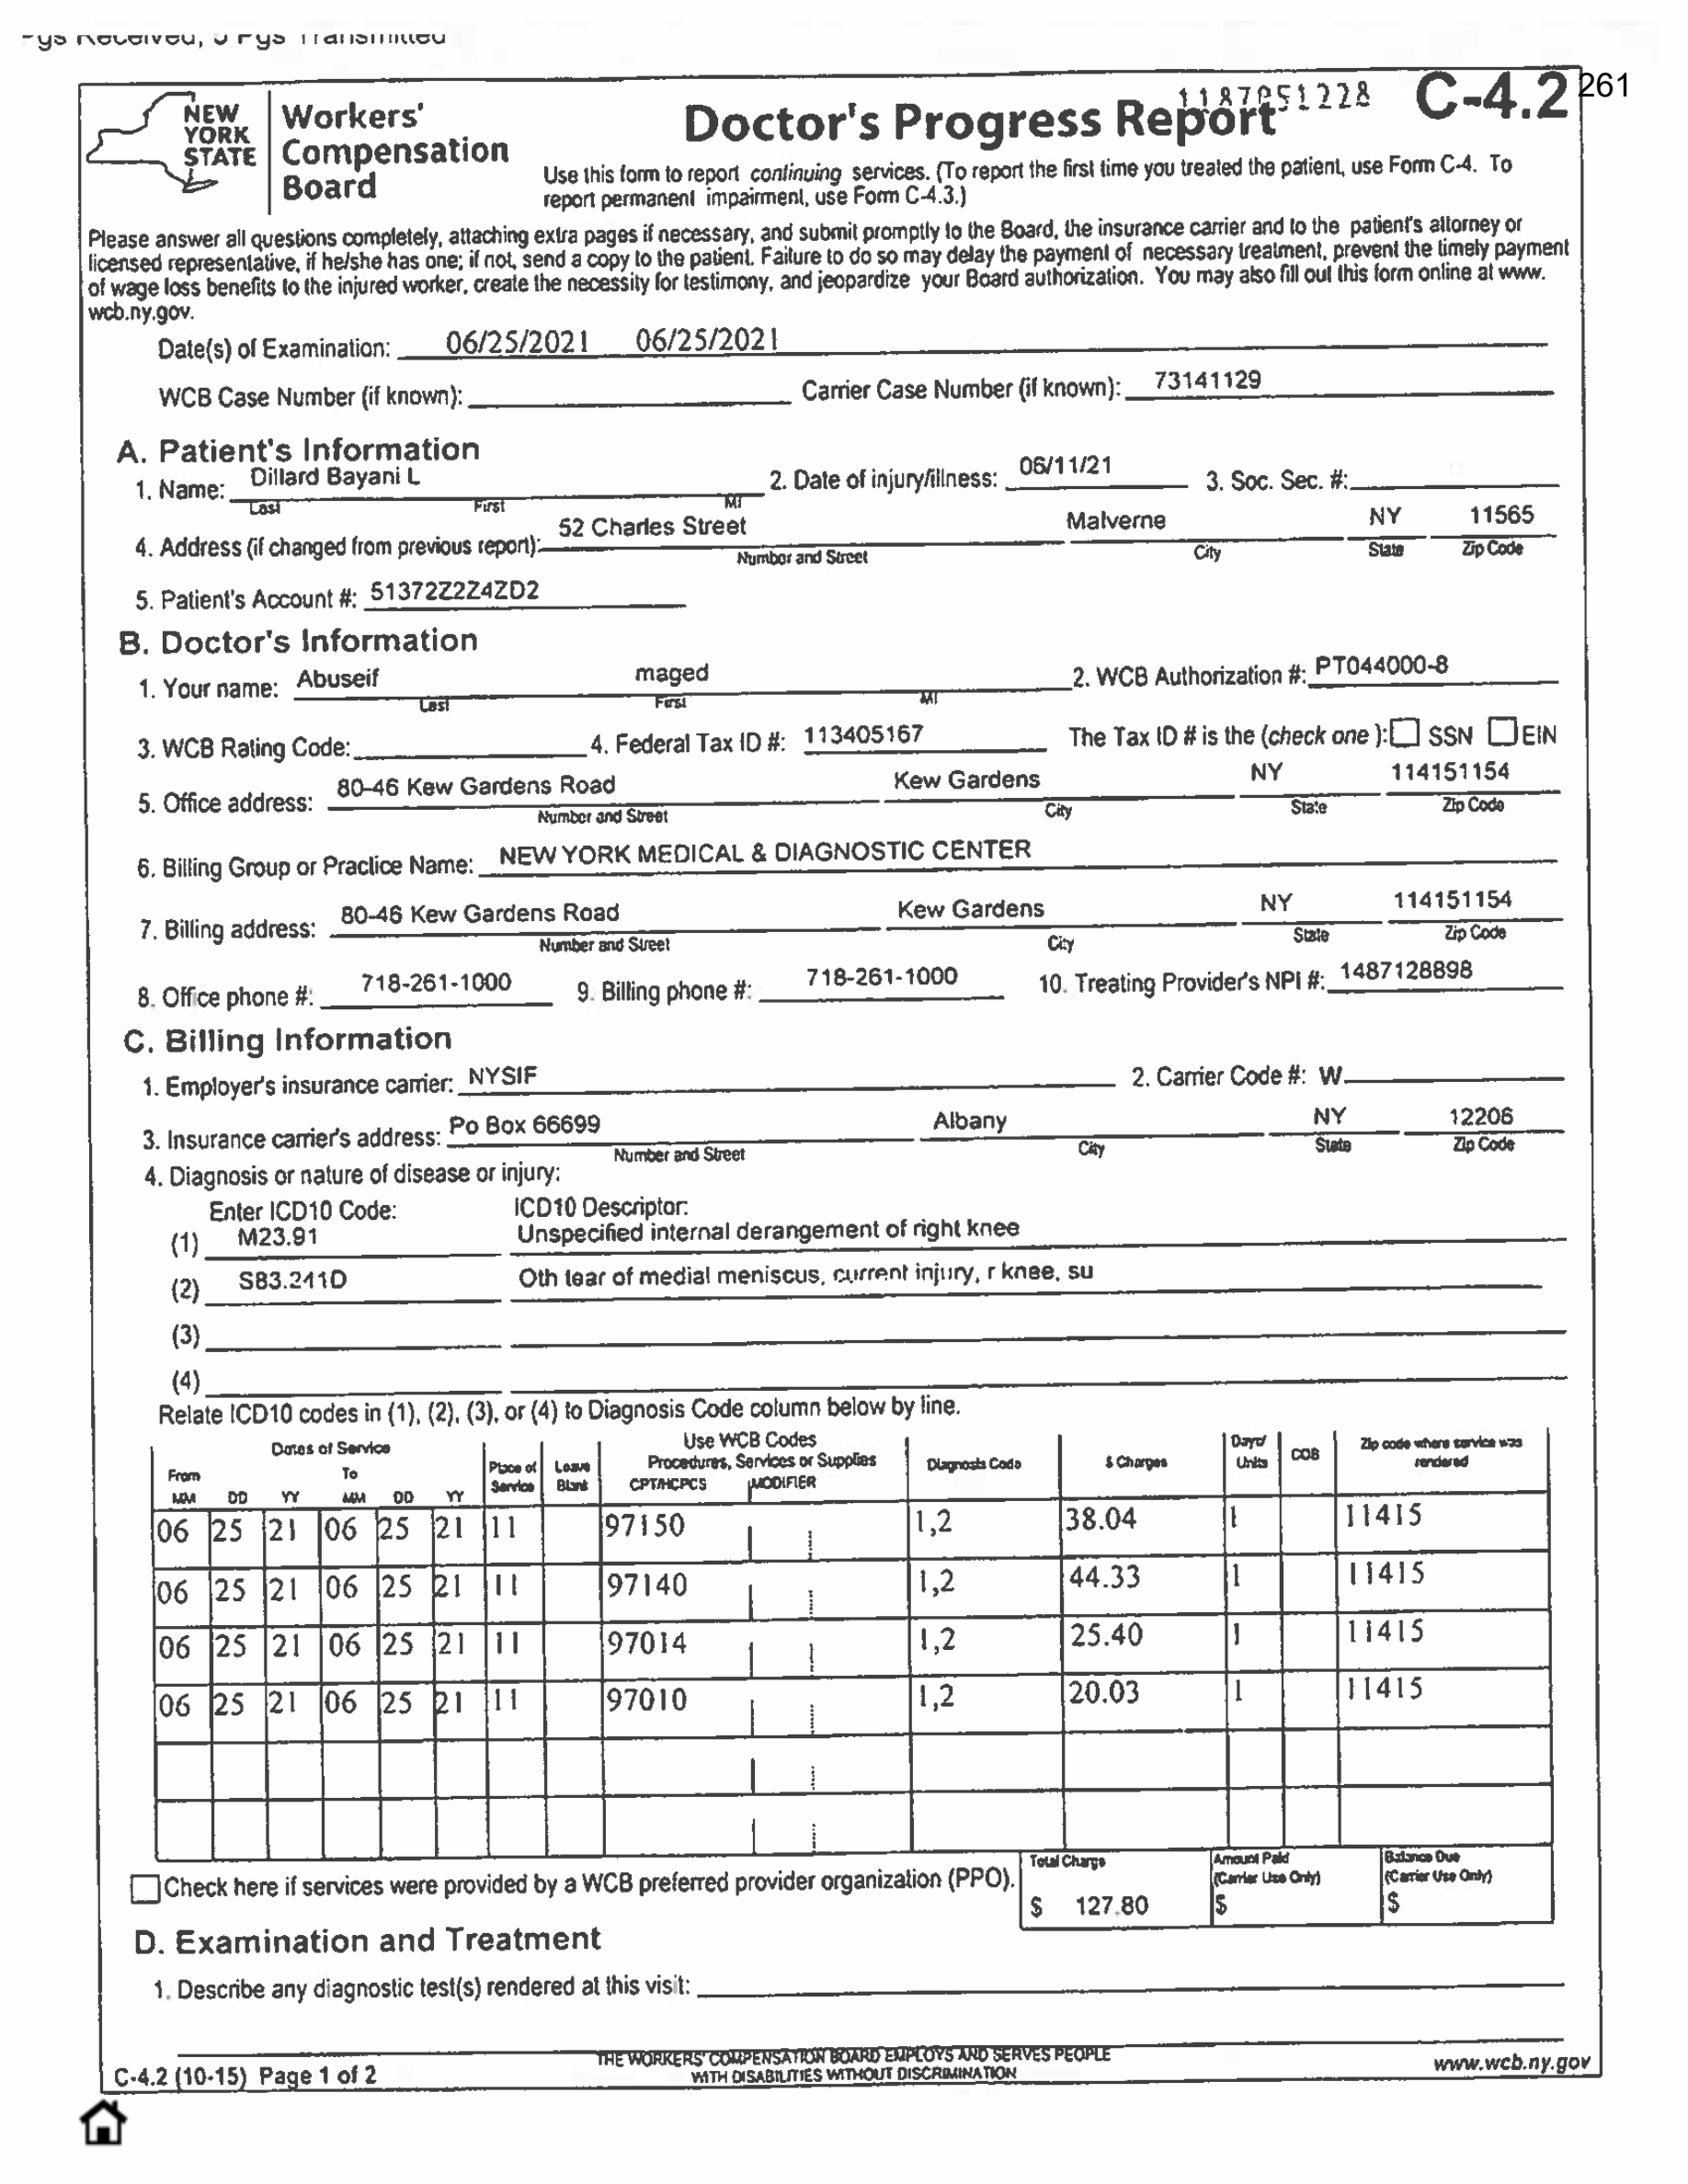 261
C-4.2
1187051228
NEW YORK STATE
Workers' Compensation Board
Doctor's Progress Report
Use this form to report continuing services. (To report the first time you treated the patient, use Form C-4. To
report permanent impairment, use Form C-4.3.)
Please answer all questions completely, attaching extra pages if necessary, and submit promptly to the Board, the insurance carrier and to the patient's attorney or
licensed representative, if he/she has one; if not, send a copy to the patient. Failure to do so may delay the payment of necessary treatment, prevent the timely payment
of wage loss benefits to the injured worker, create the necessity for testimony, and jeopardize your Board authorization. You may also fill out this form online at www.
wcb.ny.gov.
Date(s) of Examination: 06/25/2021 06/25/2021
WCB Case Number (if known): Carrier Case Number (if known): 73141129
A. Patient's Information
1. Name: Dillard Bayani L 2. Date of injury/illness: 06/11/21 3. Soc. Sec. #:
Last First MI
4. Address (if changed from previous report): 52 Charles Street Malverne NY 11565
Number and Street City State Zip Code
5. Patient's Account #: 51372Z2Z4ZD2
B. Doctor's Information
1. Your name: Abuseif maged 2. WCB Authorization #: PT044000-8
Last First MI
3. WCB Rating Code: 4. Federal Tax ID #: 113405167 The Tax ID # is the (check one ): SSN EIN
5. Office address: 80-46 Kew Gardens Road Kew Gardens NY 114151154
Number and Street City State Zip Code
6. Billing Group or Practice Name: NEW YORK MEDICAL & DIAGNOSTIC CENTER
7. Billing address: 80-46 Kew Gardens Road Kew Gardens NY 114151154
Number and Street City State Zip Code
8. Office phone #: 718-261-1000 9. Billing phone #: 718-261-1000 10. Treating Provider's NPI #: 1487128898
C. Billing Information
1. Employer's insurance carrier: NYSIF 2. Carrier Code #: W
3. Insurance carrier's address: Po Box 66699 Albany NY 12206
Number and Street City State Zip Code
4. Diagnosis or nature of disease or injury:
Enter ICD10 Code: ICD10 Descriptor:
(1) M23.91 Unspecified internal derangement of right knee
(2) S83.241D Oth tear of medial meniscus, current injury, r knee, su
(3)
(4)
Relate ICD10 codes in (1), (2), (3), or (4) to Diagnosis Code column below by line.
Dates of Service
From To
MM DD YY MM DD YY
Place of Service
Leave Blank
Use WCB Codes
Procedures, Services or Supplies
CPT/HCPCS MODIFIER
Diagnosis Code
$ Charges
Days/ Units
COB
Zip code where service was rendered
06 25 21 06 25 21 11 97150 1,2 38.04 1 11415
06 25 21 06 25 21 11 97140 1,2 44.33 1 11415
06 25 21 06 25 21 11 97014 1,2 25.40 1 11415
06 25 21 06 25 21 11 97010 1,2 20.03 1 11415
Check here if services were provided by a WCB preferred provider organization (PPO).
Total Charge
$ 127.80
Amount Paid (Carrier Use Only)
$
Balance Due (Carrier Use Only)
$
D. Examination and Treatment
1. Describe any diagnostic test(s) rendered at this visit:
C-4.2 (10-15) Page 1 of 2
THE WORKERS' COMPENSATION BOARD EMPLOYS AND SERVES PEOPLE
WITH DISABILITIES WITHOUT DISCRIMINATION
www.wcb.ny.gov